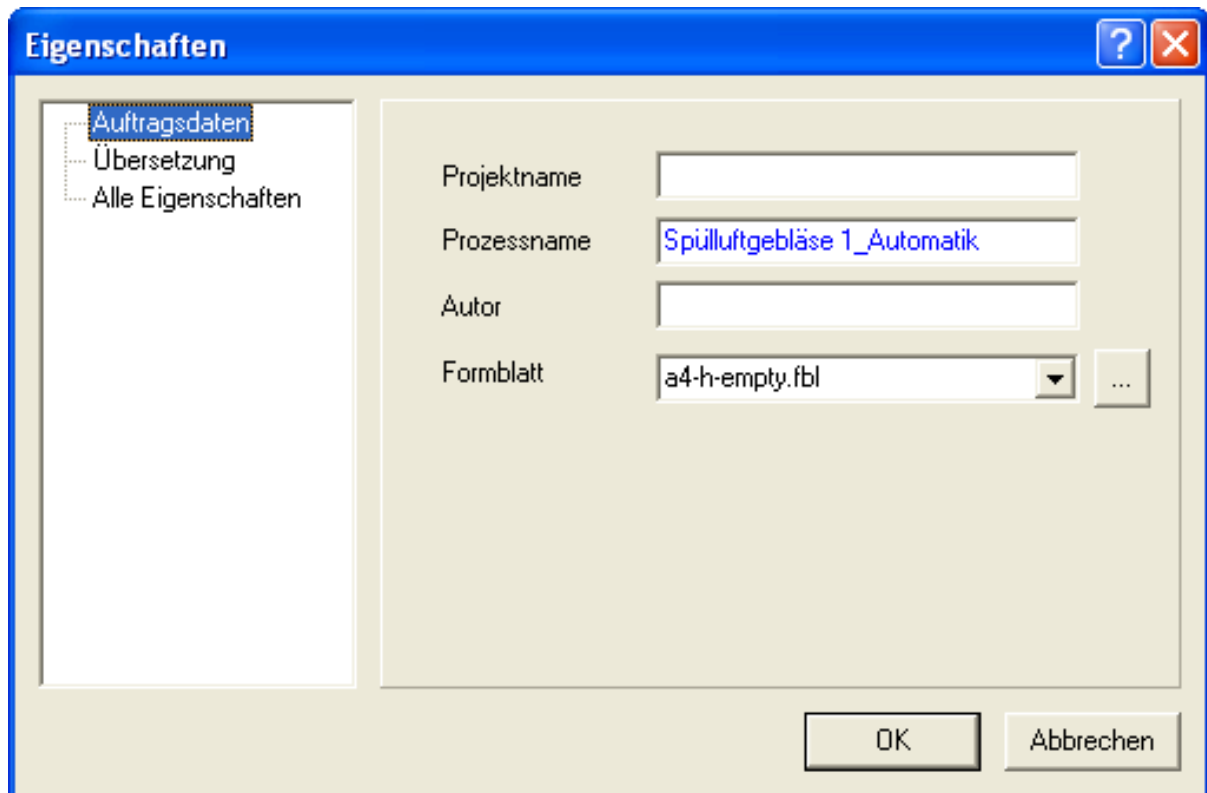 Eigenschaften
Auftragsdaten
Übersetzung
Alle Eigenschaften
Projektname
Prozessname Spülluftgebläse 1_Automatik
Autor
Formblatt a4-h-empty.fbl ...
OK Abbrechen